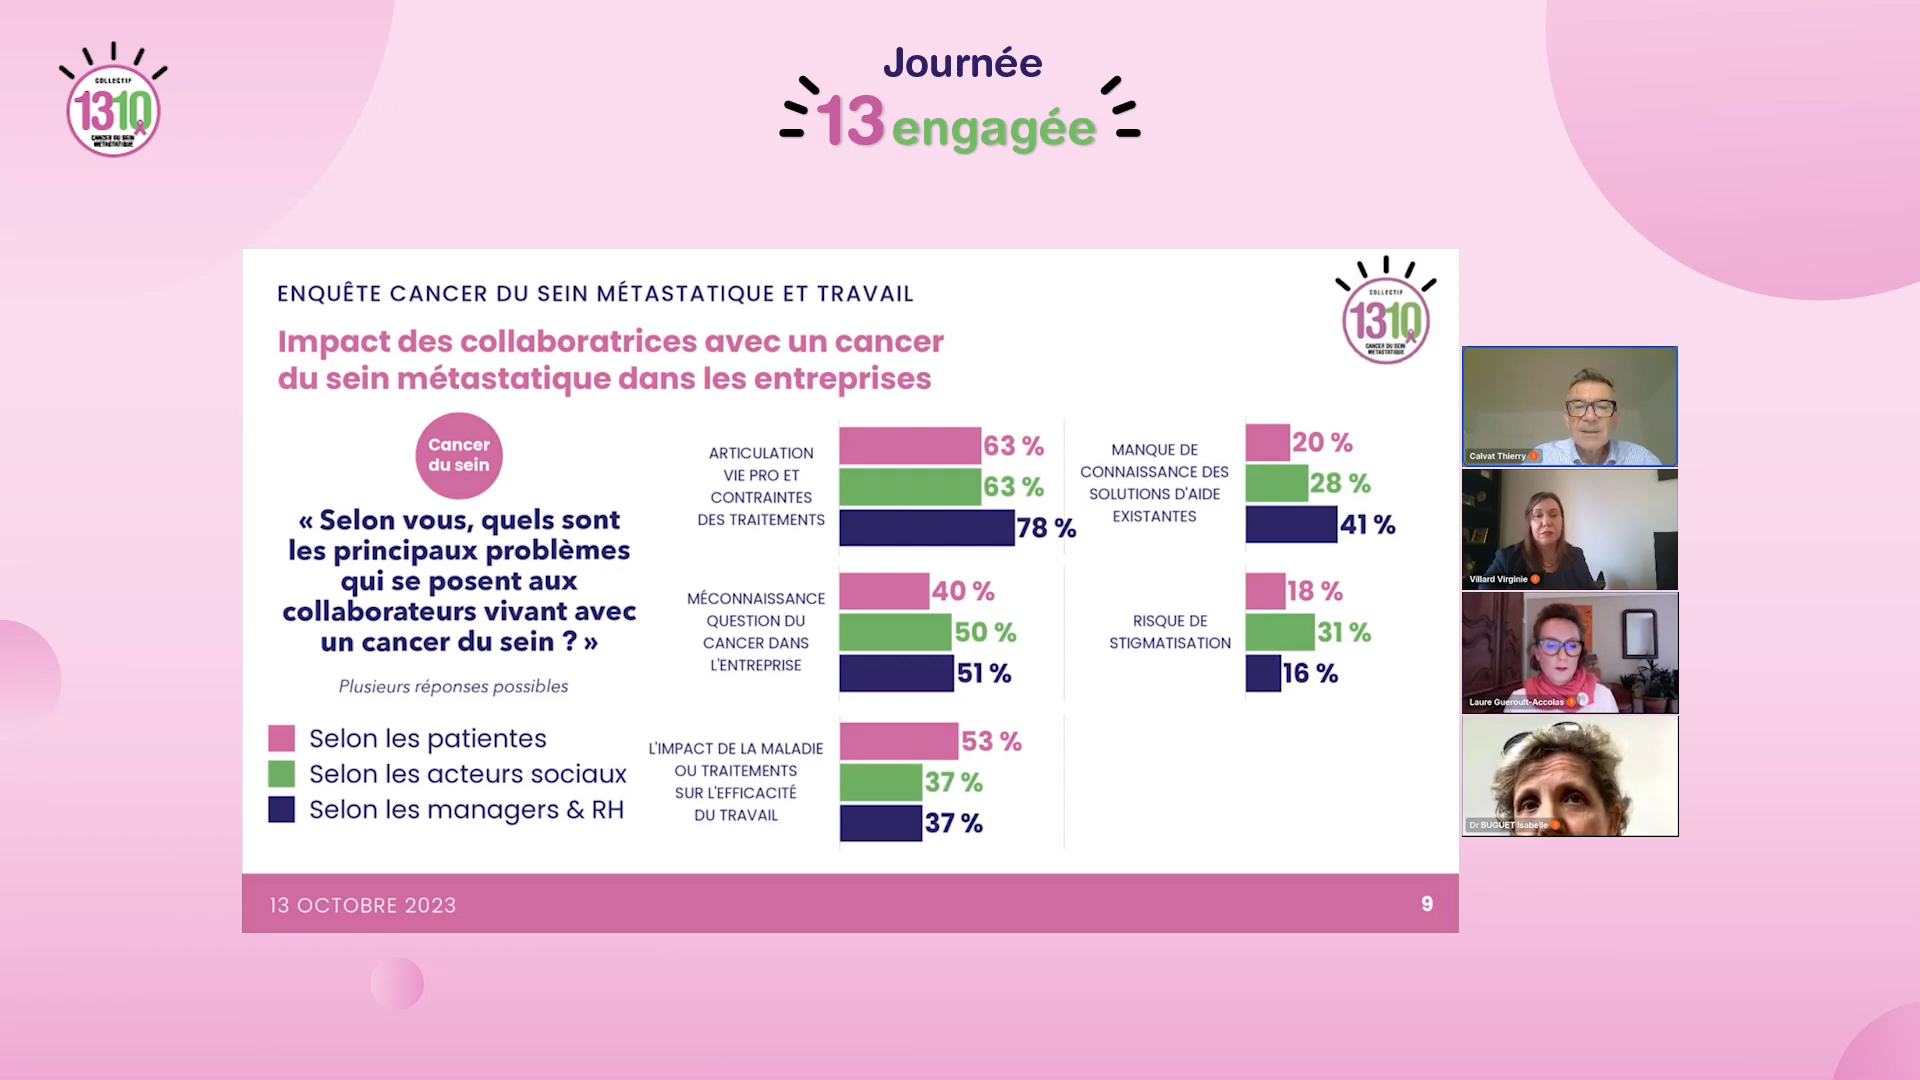 COLLECTIF
1310
CANCER DU SEIN
MÉTASTATIQUE
Journée
13 engagée
ENQUÊTE CANCER DU SEIN MÉTASTATIQUE ET TRAVAIL
Impact des collaboratrices avec un cancer
du sein métastatique dans les entreprises
COLLECTIF
1310
CANCER DU SEIN
MÉTASTATIQUE
Cancer
du sein
« Selon vous, quels sont
les principaux problèmes
qui se posent aux
collaborateurs vivant avec
un cancer du sein ? »
Plusieurs réponses possibles
Selon les patientes
Selon les acteurs sociaux
Selon les managers & RH
ARTICULATION
VIE PRO ET
CONTRAINTES
DES TRAITEMENTS
63 %
63 %
78 %
MÉCONNAISSANCE
QUESTION DU
CANCER DANS
L'ENTREPRISE
40 %
50 %
51 %
L'IMPACT DE LA MALADIE
OU TRAITEMENTS
SUR L'EFFICACITÉ
DU TRAVAIL
53 %
37 %
37 %
MANQUE DE
CONNAISSANCE DES
SOLUTIONS D'AIDE
EXISTANTES
20 %
28 %
41 %
RISQUE DE
STIGMATISATION
18 %
31 %
16 %
13 OCTOBRE 2023
9
Calvat Thierry
Villard Virginie
Laure Gueroult-Accolas
Dr BUGUET Isabelle